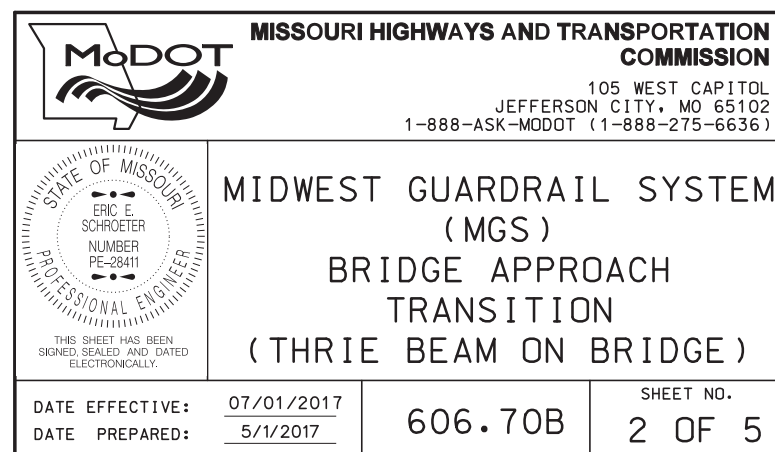 MoDOT
MISSOURI HIGHWAYS AND TRANSPORTATION
COMMISSION
105 WEST CAPITOL
JEFFERSON CITY, MO 65102
1-888-ASK-MODOT (1-888-275-6636)
STATE OF MISSOURI
ERIC E.
SCHROETER
NUMBER
PE-28411
PROFESSIONAL ENGINEER
THIS SHEET HAS BEEN
SIGNED, SEALED AND DATED
ELECTRONICALLY.
MIDWEST GUARDRAIL SYSTEM
(MGS)
BRIDGE APPROACH
TRANSITION
(THRIE BEAM ON BRIDGE)
DATE EFFECTIVE: 07/01/2017
DATE PREPARED: 5/1/2017
606.70B
SHEET NO.
2 OF 5